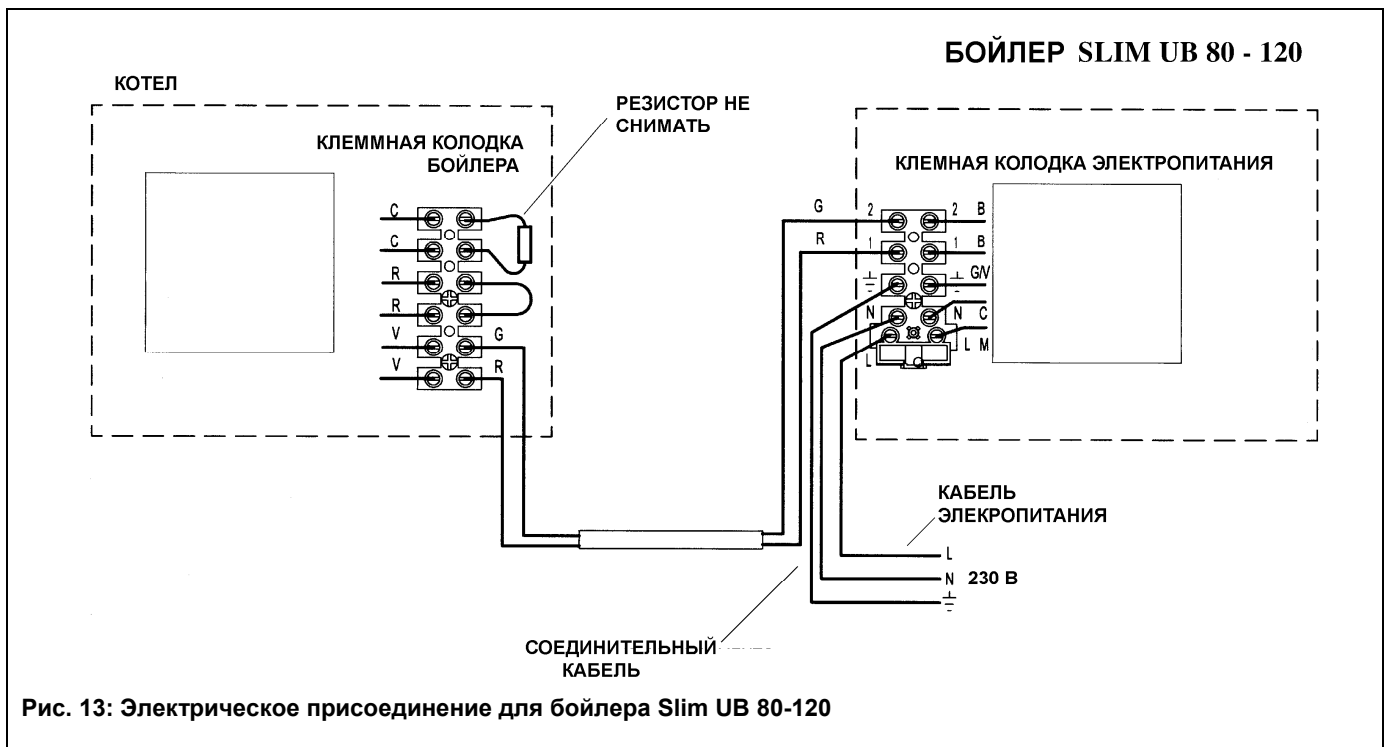 БОЙЛЕР SLIM UB 80 - 120
КОТЕЛ
РЕЗИСТОР НЕ
СНИМАТЬ
КЛЕММНАЯ КОЛОДКА
БОЙЛЕРА
КЛЕМНАЯ КОЛОДКА ЭЛЕКТРОПИТАНИЯ
C
C
R
R
V
G
V
R
G 2 2 B
R 1 1 B
G/V
N N C
L L M
КАБЕЛЬ
ЭЛЕКРОПИТАНИЯ
L
N 230 В
СОЕДИНИТЕЛЬНЫЙ
КАБЕЛЬ
Рис. 13: Электрическое присоединение для бойлера Slim UB 80-120